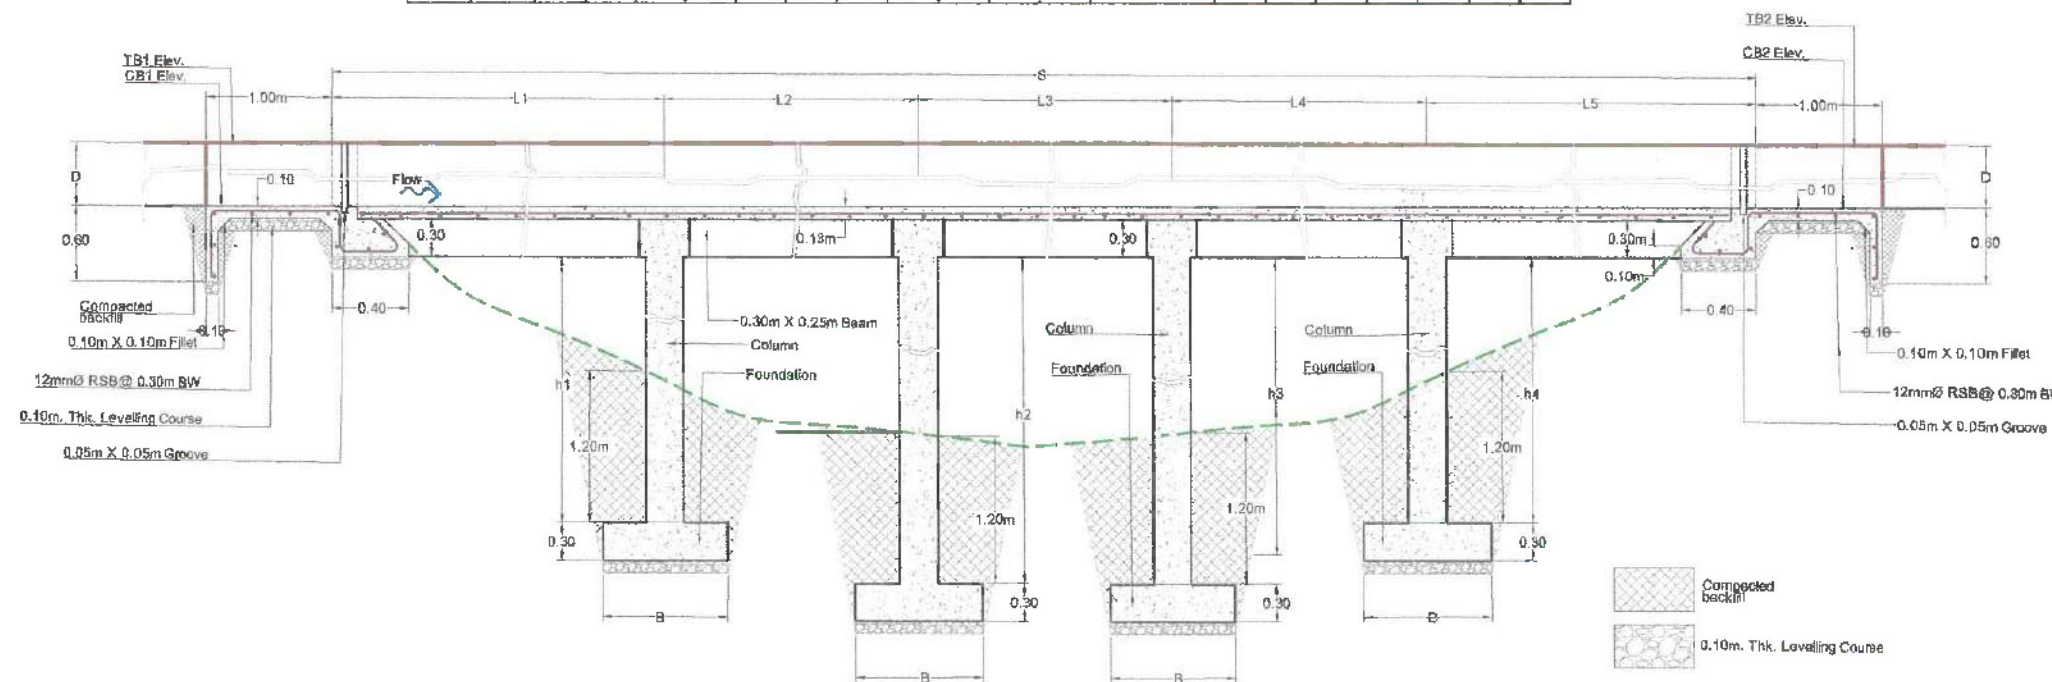 TB2 Elev.
TB1 Elev.
CB1 Elev.
CB2 Elev.
S
1.00m
L1
L2
L3
L4
L5
1.00m
D
0.10
Flow
0.10
D
0.60
0.30
0.13m
0.30
0.30m
0.10m
0.60
Compacted
backfill
0.40
0.10
0.10m X 0.10m Fillet
0.30m X 0.25m Beam
Column
Column
Column
0.40
0.10
0.10m X 0.10m Fillet
12mmØ RSB@ 0.30m BW
h1
Foundation
Foundation
Foundation
h3
h4
12mmØ RSB@ 0.30m
0.10m. Thk. Levelling Course
h2
0.05m X 0.05m Groove
0.05m X 0.05m Groove
1.20m
1.20m
1.20m
1.20m
0.30
0.30
0.30
0.30
B
B
B
B
Compacted
backfill
0.10m. Thk. Levelling Course